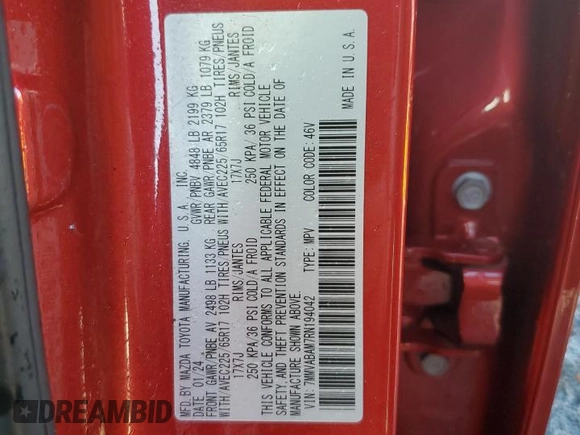 MFD.BY MAZDA TOYOTA MANUFACTURING, U.S.A., INC.
DATE 01/24 GVWR/PNBV 4848 LB 2199 KG
FRONT GAWR/PNBE AV 2498 LB 1133 KG REAR GAWR/PNBE AR 2379 LB 1079 KG
WITH/AVEC225/65R17 102H TIRES/PNEUS WITH/AVEC225/65R17 102H TIRES/PNEUS
17X7J RIMS/JANTES 17X7J RIMS/JANTES
250 KPA/36 PSI COLD/A FROID 250 KPA/36 PSI COLD/A FROID
THIS VEHICLE CONFORMS TO ALL APPLICABLE FEDERAL MOTOR VEHICLE
SAFETY,AND THEFT PREVENTION STANDARDS IN EFFECT ON THE DATE OF
MANUFACTURE SHOWN ABOVE.
VIN:7MMVABAM7RN194042 TYPE:MPV COLOR CODE:46V
MADE IN U.S.A.
DREAMBID
dreambid.com